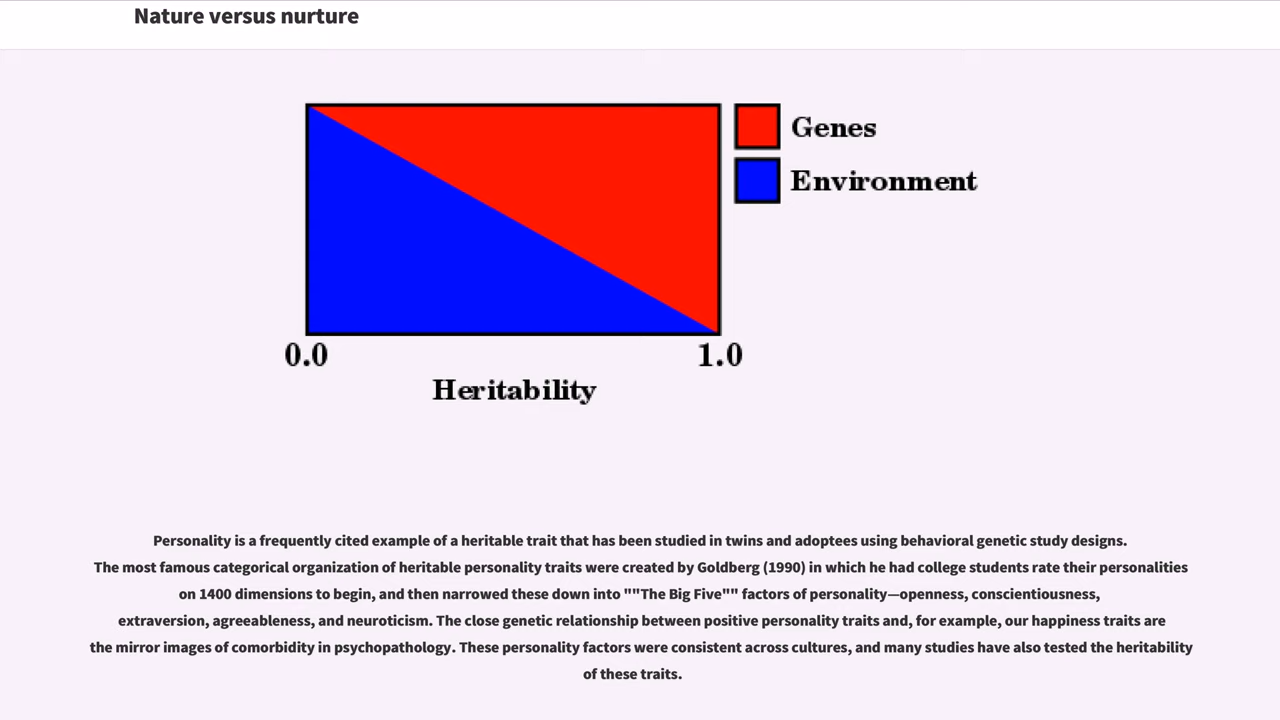 Nature versus nurture
Genes
Environment
0.0
1.0
Heritability
Personality is a frequently cited example of a heritable trait that has been studied in twins and adoptees using behavioral genetic study designs.
The most famous categorical organization of heritable personality traits were created by Goldberg (1990) in which he had college students rate their personalities
on 1400 dimensions to begin, and then narrowed these down into ""The Big Five"" factors of personality—openness, conscientiousness,
extraversion, agreeableness, and neuroticism. The close genetic relationship between positive personality traits and, for example, our happiness traits are
the mirror images of comorbidity in psychopathology. These personality factors were consistent across cultures, and many studies have also tested the heritability
of these traits.